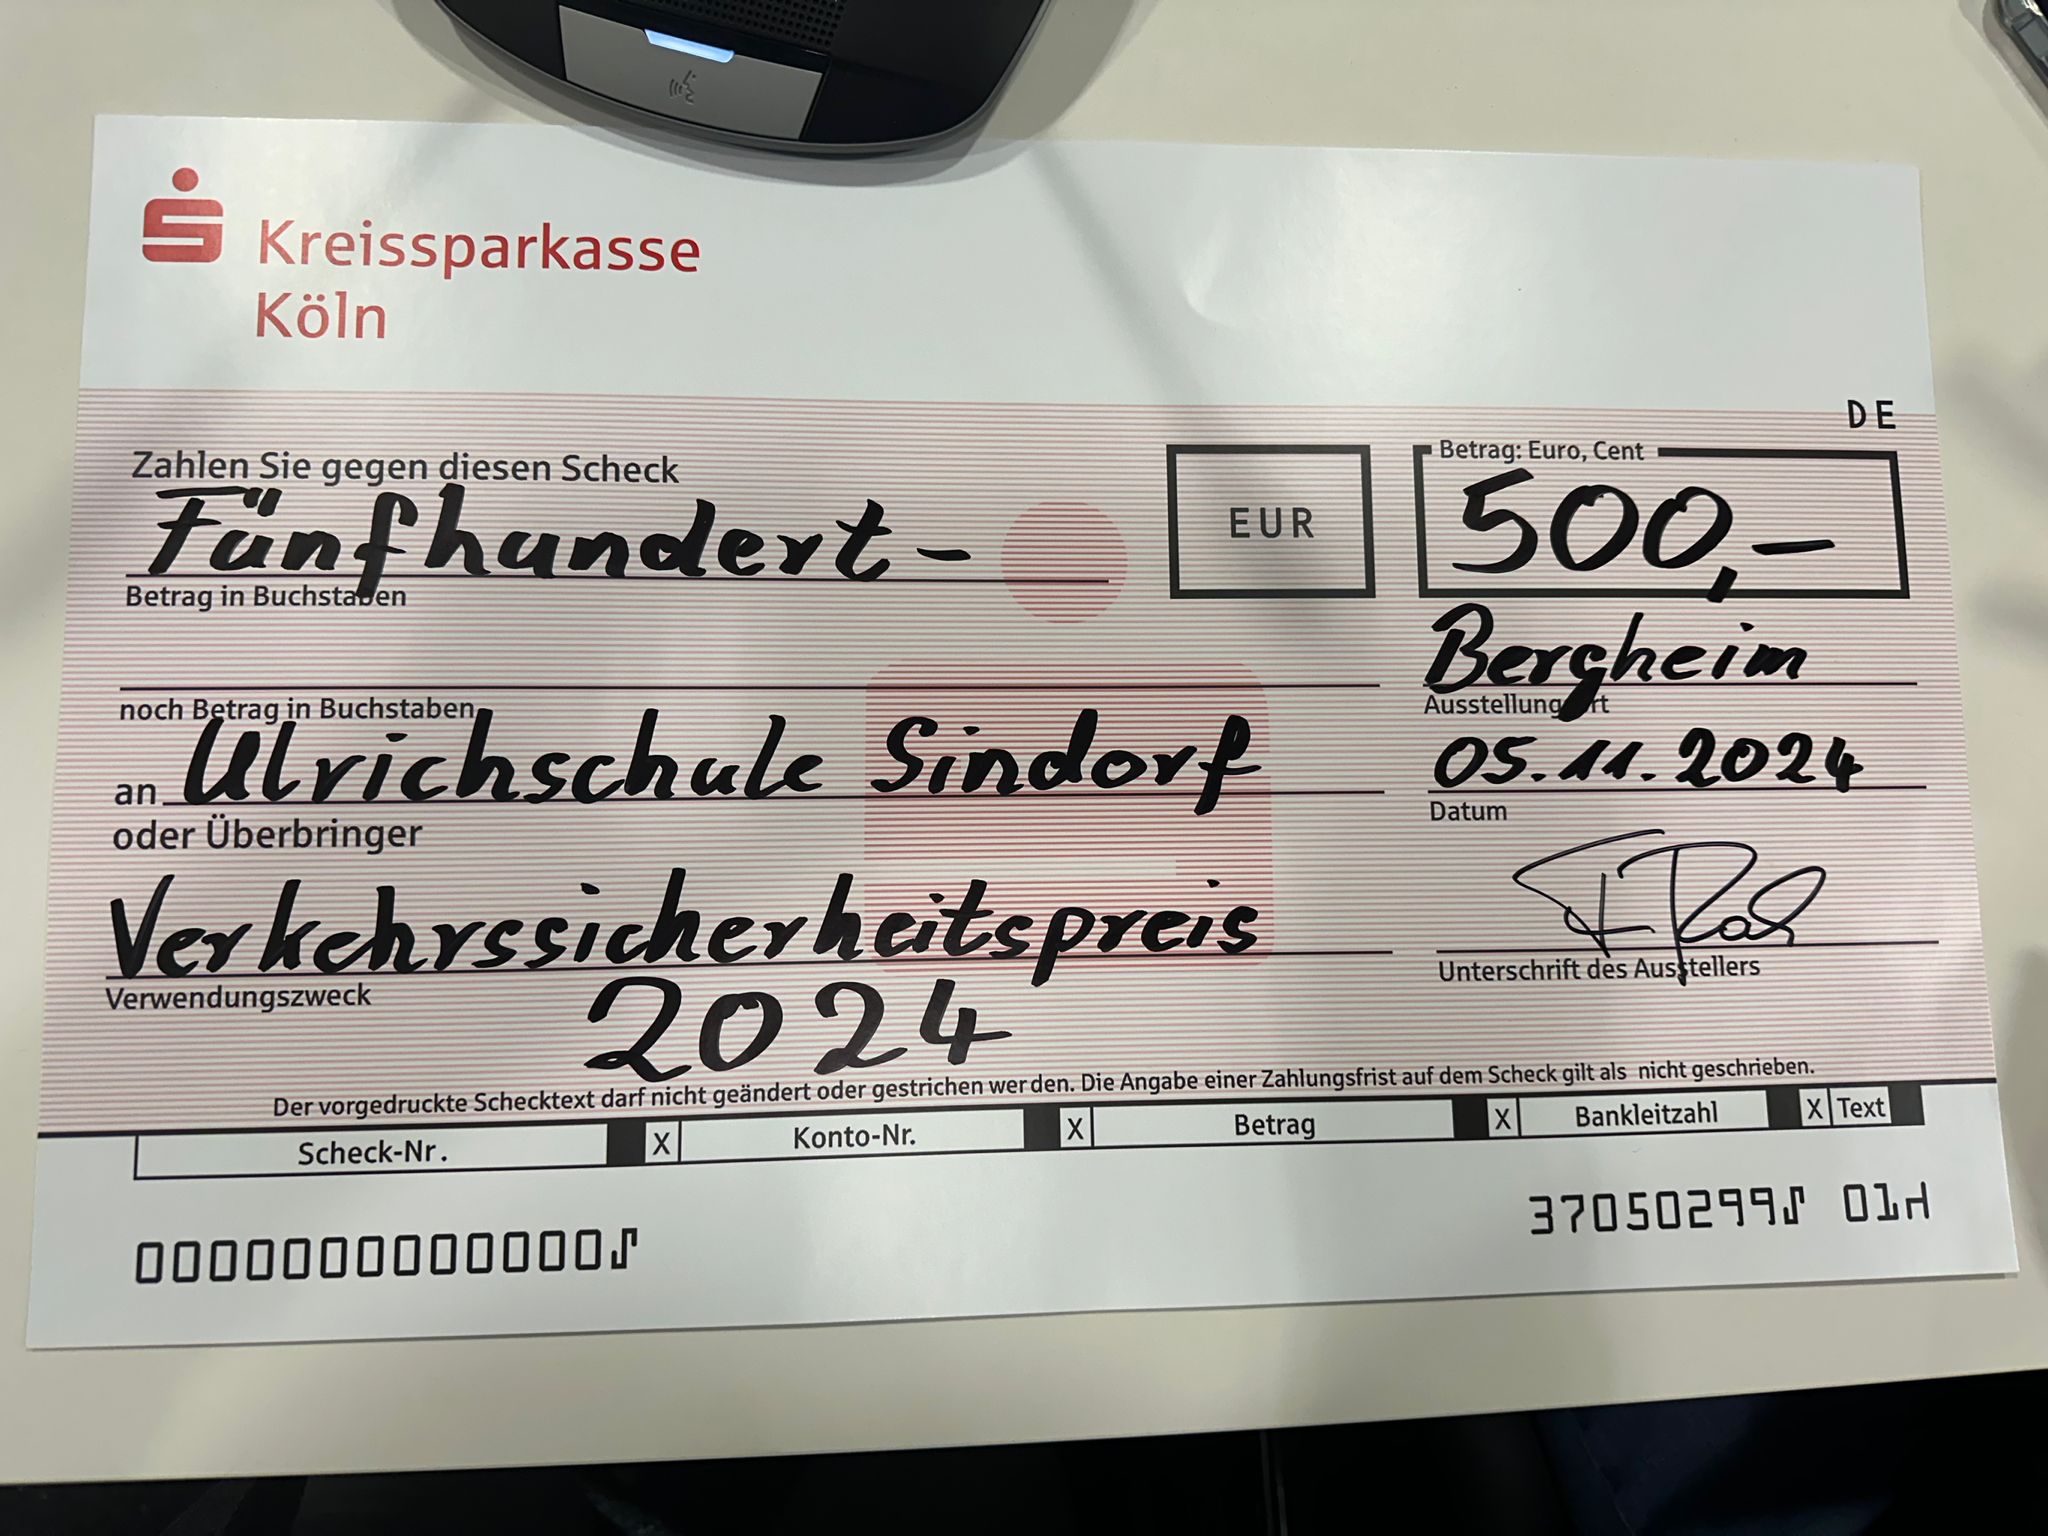 Kreissparkasse
Köln
DE
Zahlen Sie gegen diesen Scheck
Fünfhundert-
Betrag in Buchstaben
EUR
Betrag: Euro, Cent
500,-
noch Betrag in Buchstaben
Bergheim
Ausstellungsort
an Ulrichschule Sindorf
oder Überbringer
05.11.2024
Datum
Verkehrssicherheitspreis
2024
Verwendungszweck
Unterschrift des Ausstellers
Der vorgedruckte Schecktext darf nicht geändert oder gestrichen werden. Die Angabe einer Zahlungsfrist auf dem Scheck gilt als nicht geschrieben.
Scheck-Nr. X Konto-Nr. X Betrag X Bankleitzahl X Text
0000000000000⑀ 37050299⑀ 01⑁